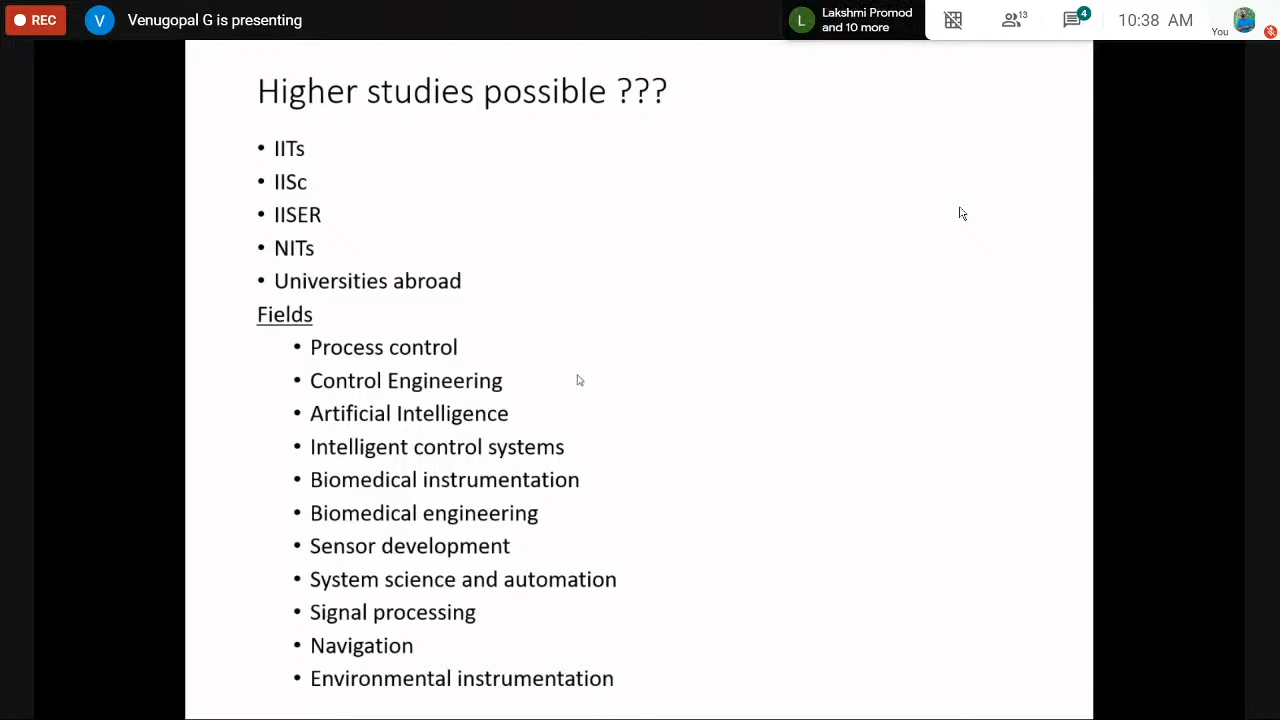 REC
V
Venugopal G is presenting
L
Lakshmi Promod
and 10 more
13
4
10:38 AM
You
Higher studies possible ???
• IITs
• IISc
• IISER
• NITs
• Universities abroad
Fields
• Process control
• Control Engineering
• Artificial Intelligence
• Intelligent control systems
• Biomedical instrumentation
• Biomedical engineering
• Sensor development
• System science and automation
• Signal processing
• Navigation
• Environmental instrumentation